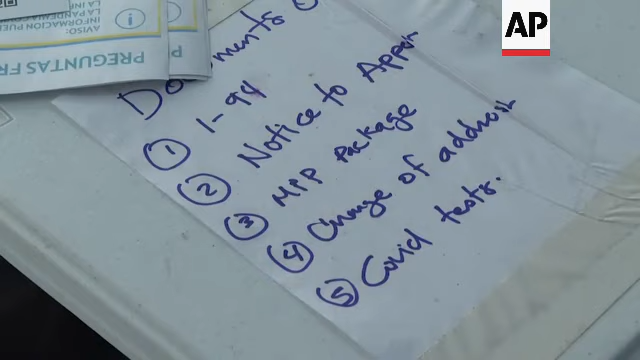 AP
AVISO:
PREGUNTAS
Documents
① I-94
② Notice to Appear
③ MPP Package
④ Change of address
⑤ Covid tests.